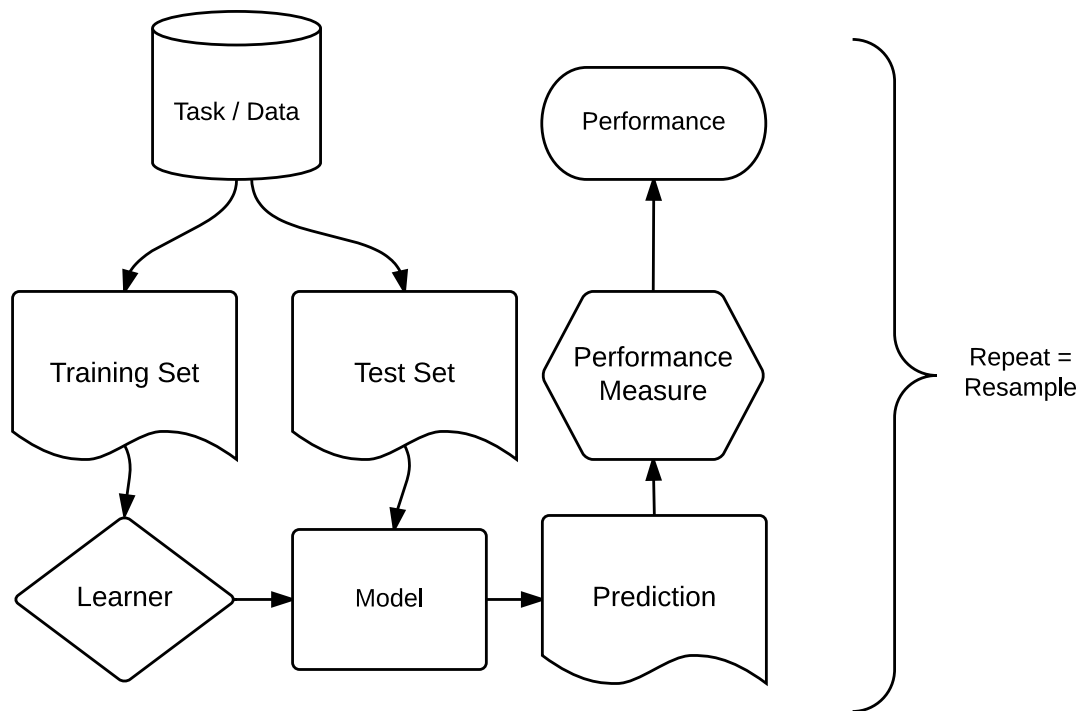 Task / Data
Performance
Training Set
Test Set
Performance
Measure
Repeat =
Resample
Learner
Model
Prediction